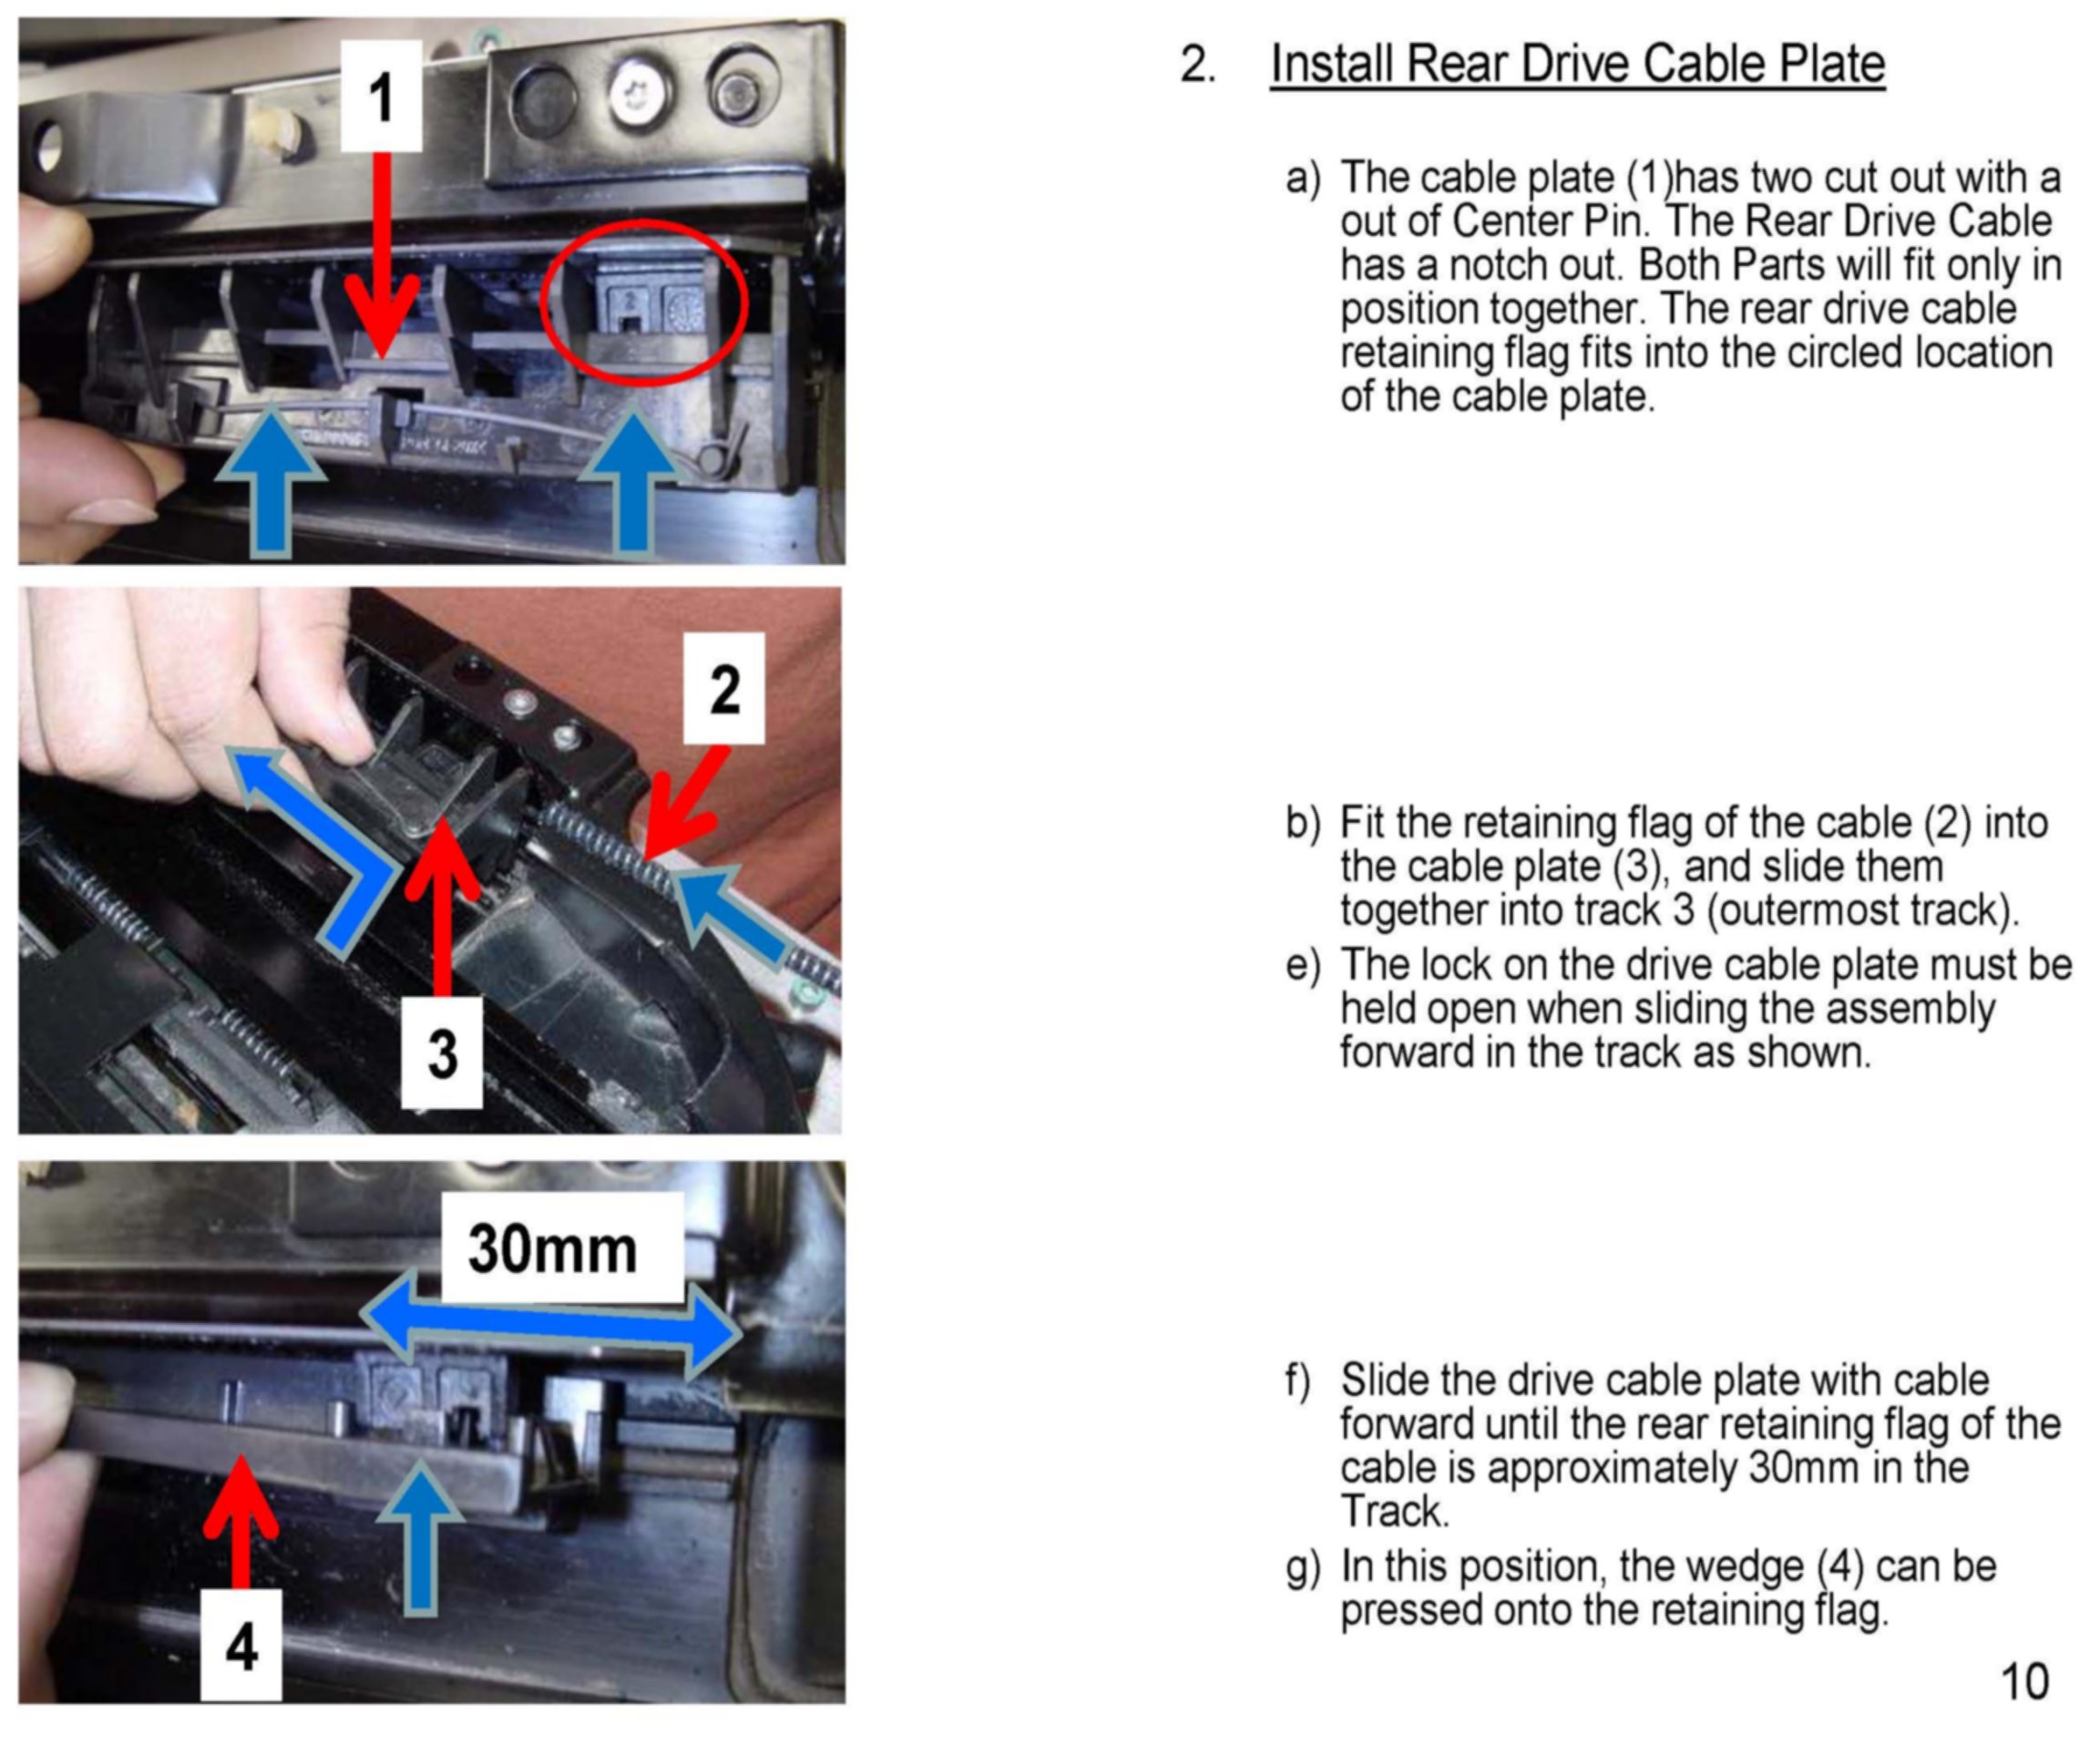 1
2. Install Rear Drive Cable Plate
a) The cable plate (1)has two cut out with a
out of Center Pin. The Rear Drive Cable
has a notch out. Both Parts will fit only in
position together. The rear drive cable
retaining flag fits into the circled location
of the cable plate.
2
3
b) Fit the retaining flag of the cable (2) into
the cable plate (3), and slide them
together into track 3 (outermost track).
e) The lock on the drive cable plate must be
held open when sliding the assembly
forward in the track as shown.
30mm
4
f) Slide the drive cable plate with cable
forward until the rear retaining flag of the
cable is approximately 30mm in the
Track.
g) In this position, the wedge (4) can be
pressed onto the retaining flag.
10